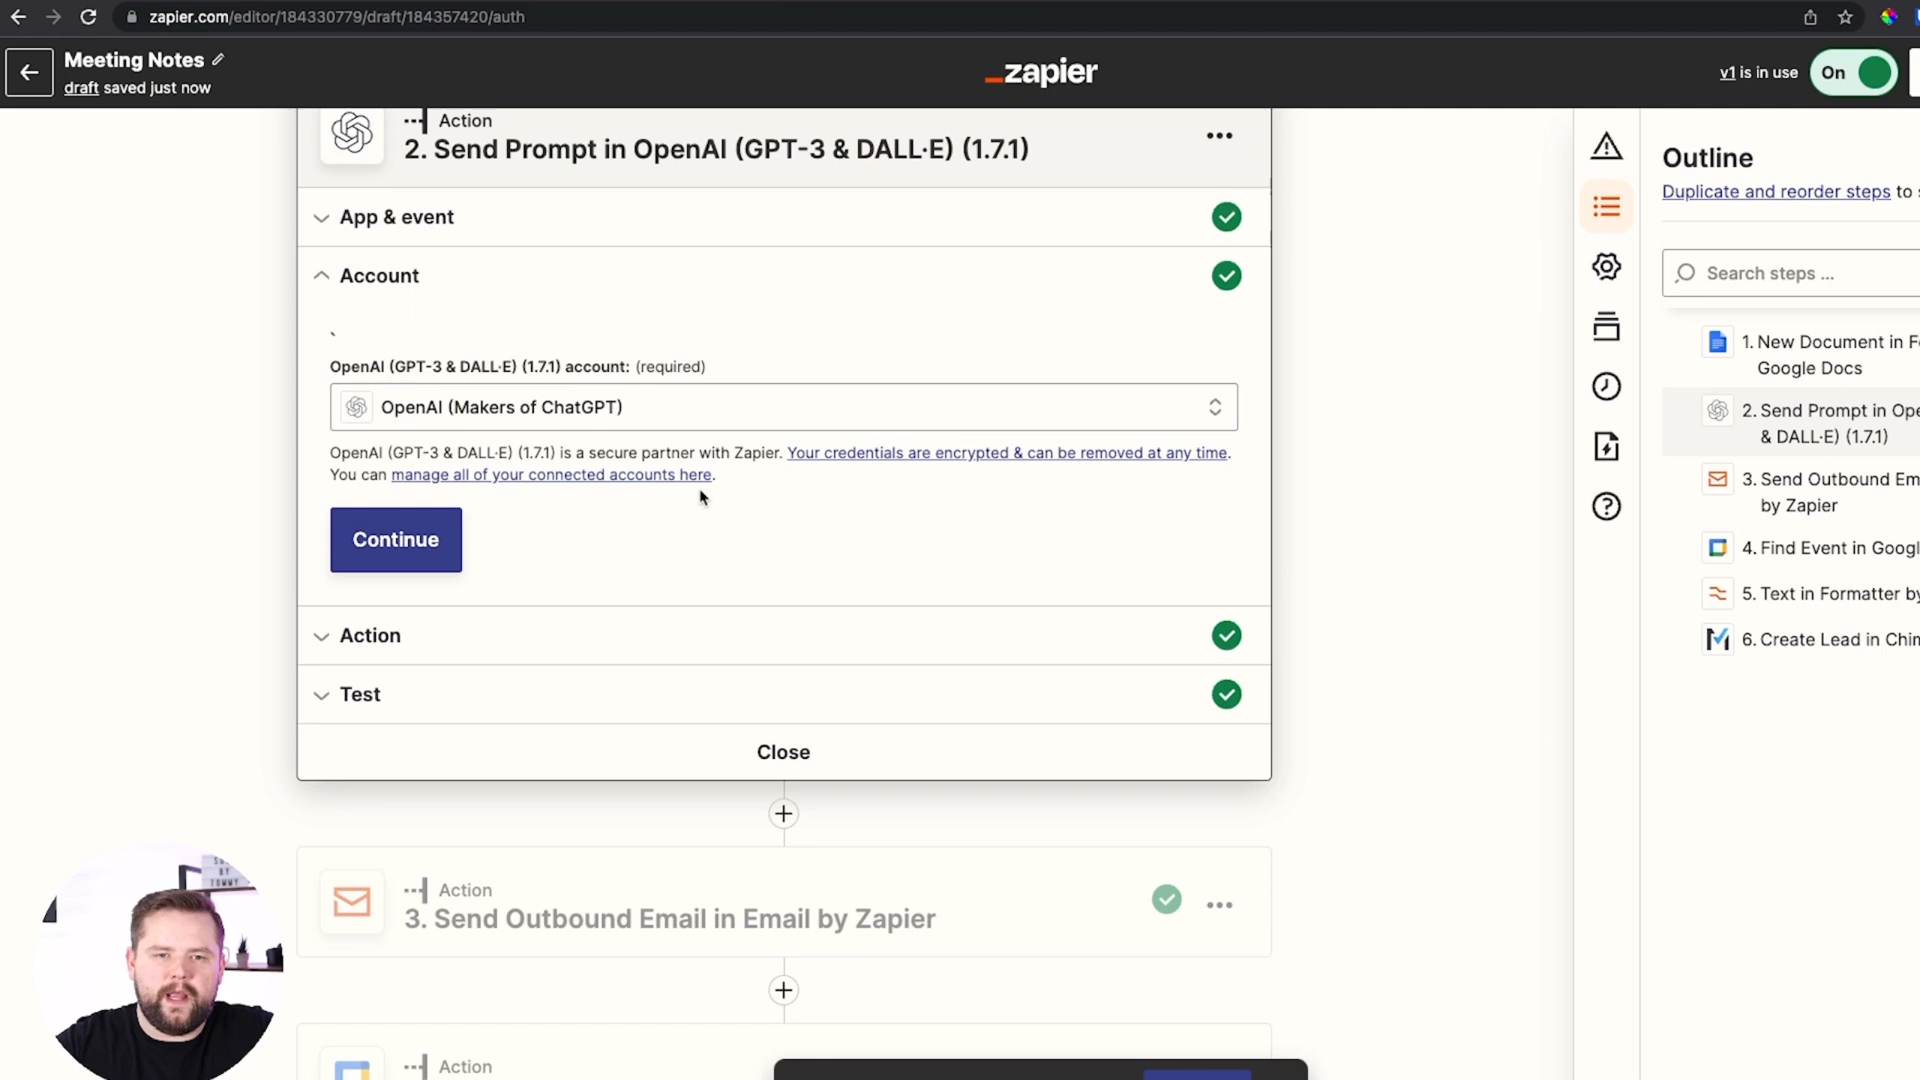 zapier.com/editor/184330779/draft/184357420/auth
Meeting Notes
draft saved just now
_zapier
v1 is in use
On
Action
2. Send Prompt in OpenAI (GPT-3 & DALL·E) (1.7.1)
App & event
Account
`
OpenAI (GPT-3 & DALL·E) (1.7.1) account: (required)
OpenAI (Makers of ChatGPT)
OpenAI (GPT-3 & DALL·E) (1.7.1) is a secure partner with Zapier. Your credentials are encrypted & can be removed at any time.
You can manage all of your connected accounts here.
Continue
Action
Test
Close
Action
3. Send Outbound Email in Email by Zapier
Action
Outline
Duplicate and reorder steps to
Search steps ...
1. New Document in
Google Docs
2. Send Prompt in
& DALL·E) (1.7.1)
3. Send Outbound
by Zapier
4. Find Event in
5. Text in Formatter
6. Create Lead in
BY
TOMMY